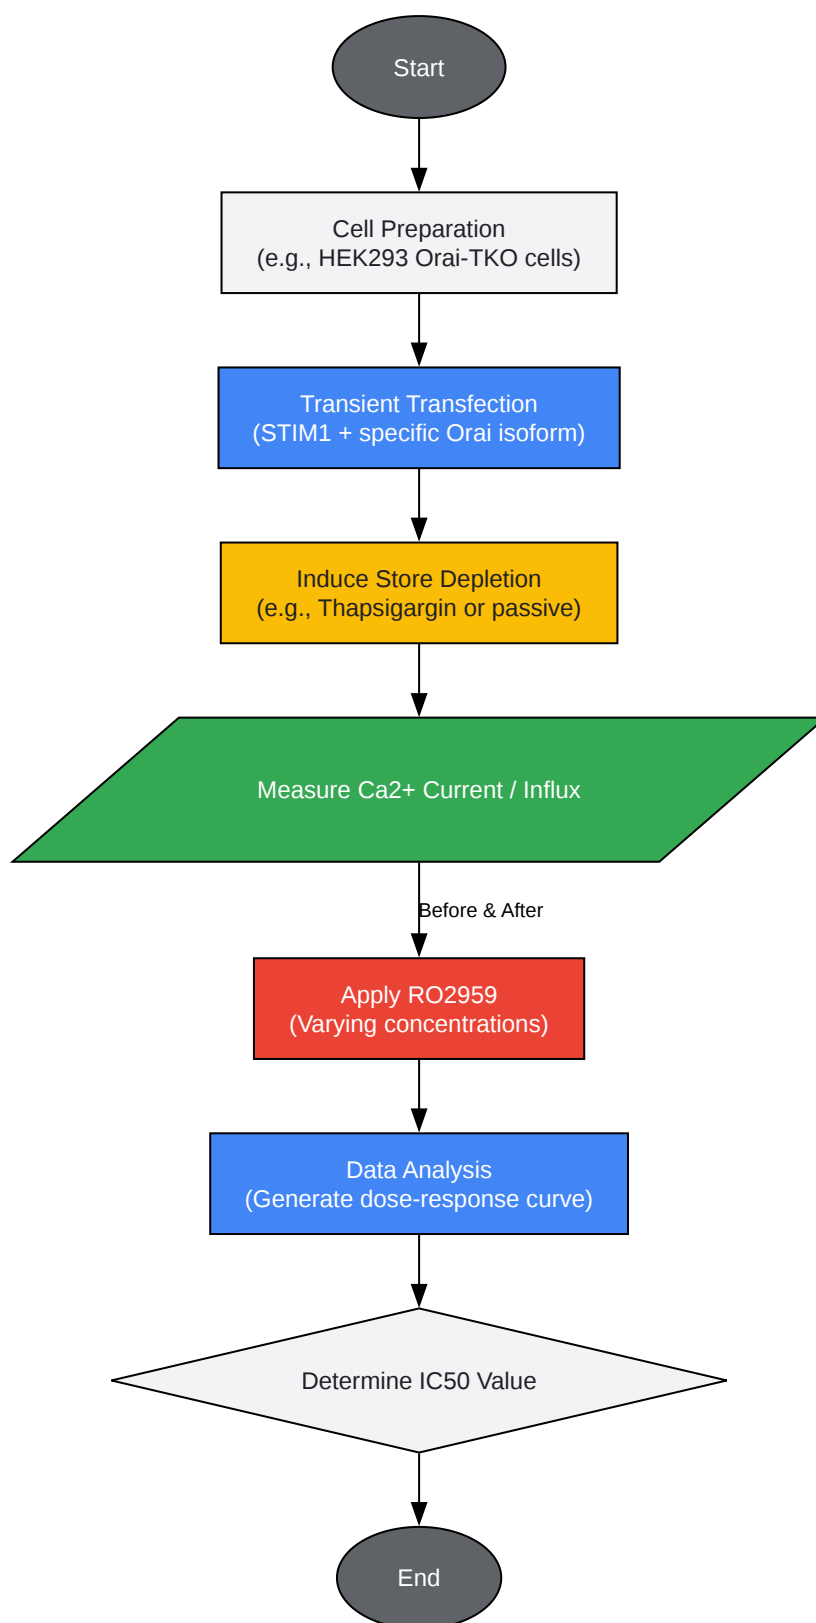 Start
Cell Preparation
(e.g., HEK293 Orai-TKO cells)
Transient Transfection
(STIM1 + specific Orai isoform)
Induce Store Depletion
(e.g., Thapsigargin or passive)
Measure Ca2+ Current / Influx
Before & After
Apply RO2959
(Varying concentrations)
Data Analysis
(Generate dose-response curve)
Determine IC50 Value
End